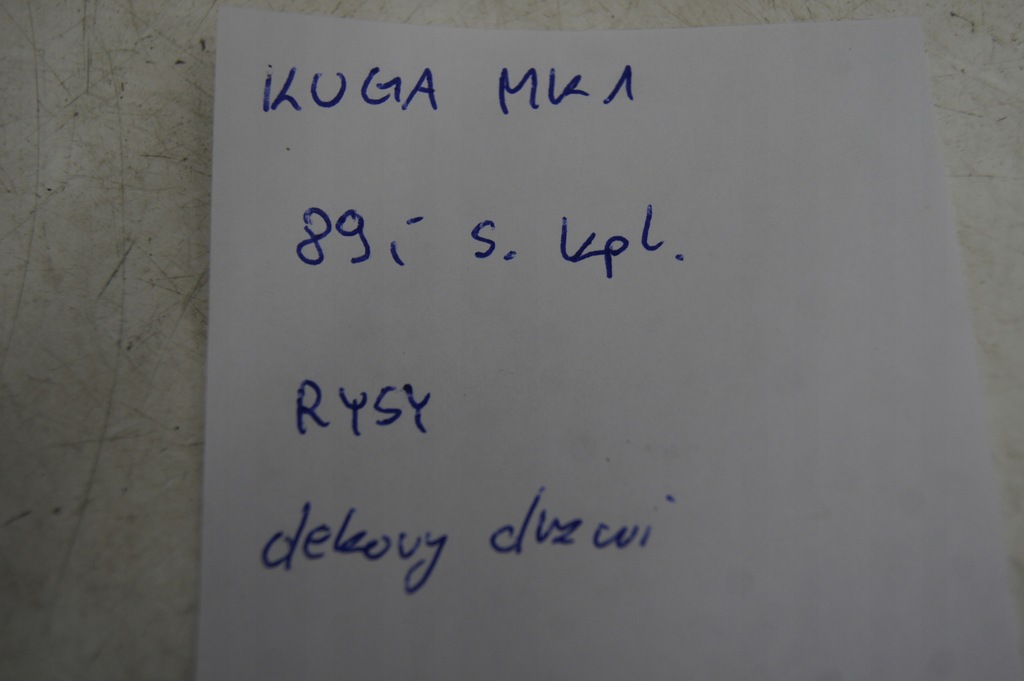 KUGA MK1
89,- s. kpl.
RYSY
dekory drzwi